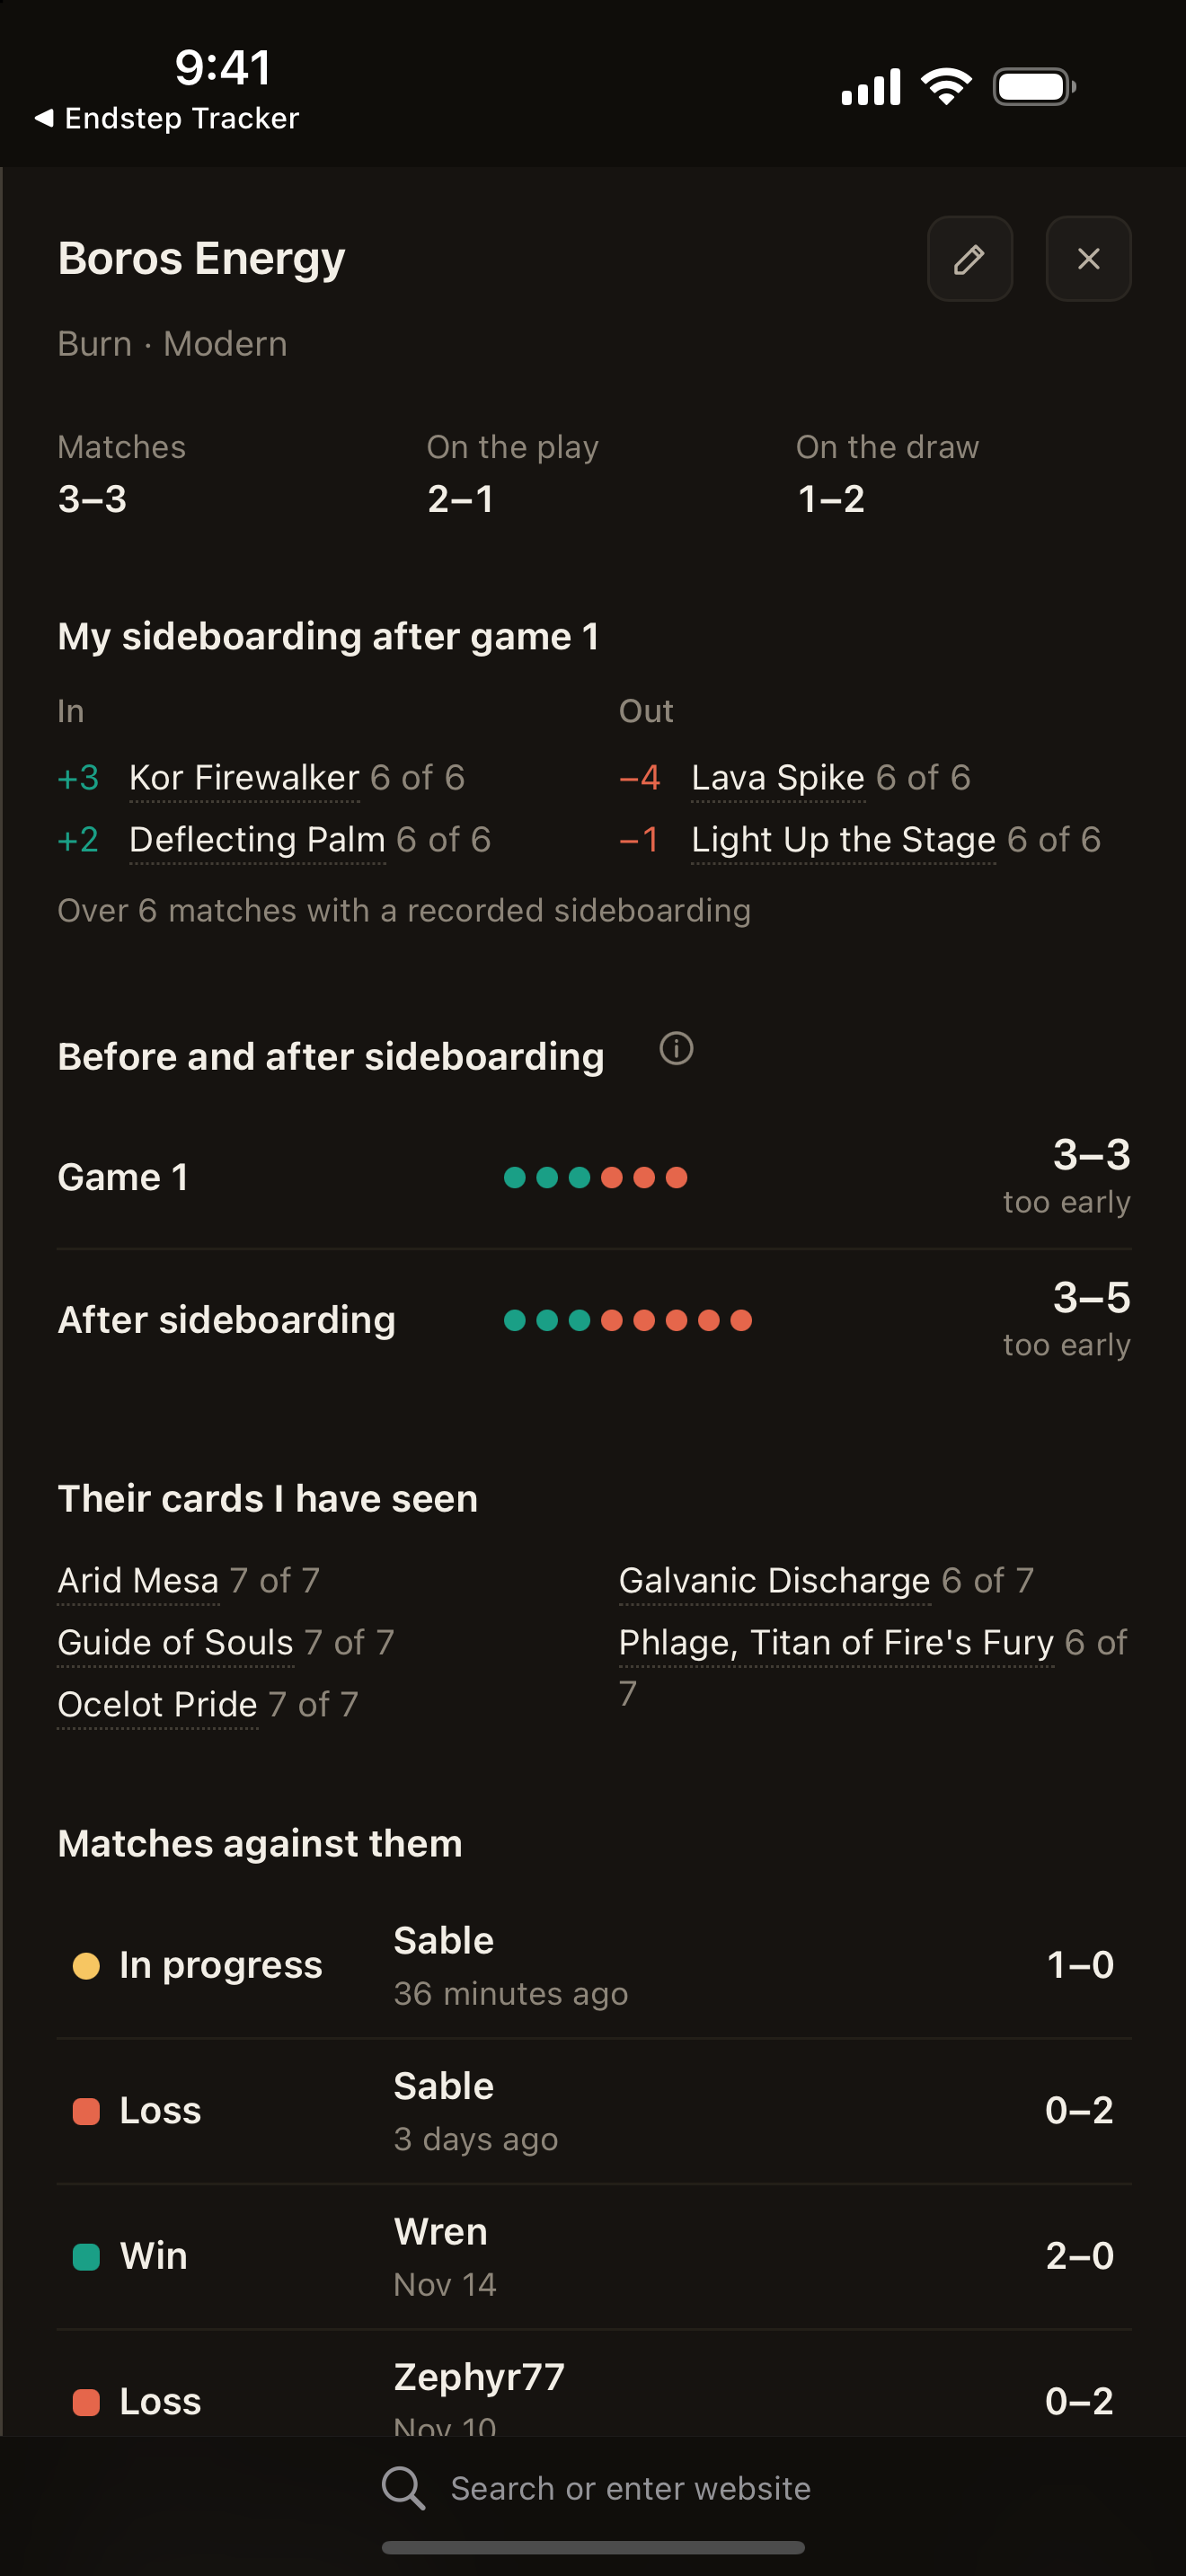 9:41
Endstep Tracker
Boros Energy
Burn · Modern
Matches On the play On the draw
3–3 2–1 1–2
My sideboarding after game 1
In Out
+3 Kor Firewalker 6 of 6 –4 Lava Spike 6 of 6
+2 Deflecting Palm 6 of 6 –1 Light Up the Stage 6 of 6
Over 6 matches with a recorded sideboarding
Before and after sideboarding
Game 1 3–3
too early
After sideboarding 3–5
too early
Their cards I have seen
Arid Mesa 7 of 7
Guide of Souls 7 of 7
Ocelot Pride 7 of 7
Galvanic Discharge 6 of 7
Phlage, Titan of Fire's Fury 6 of
7
Matches against them
In progress Sable 1–0
36 minutes ago
Loss Sable 0–2
3 days ago
Win Wren 2–0
Nov 14
Loss Zephyr77 0–2
Nov 10
Search or enter website